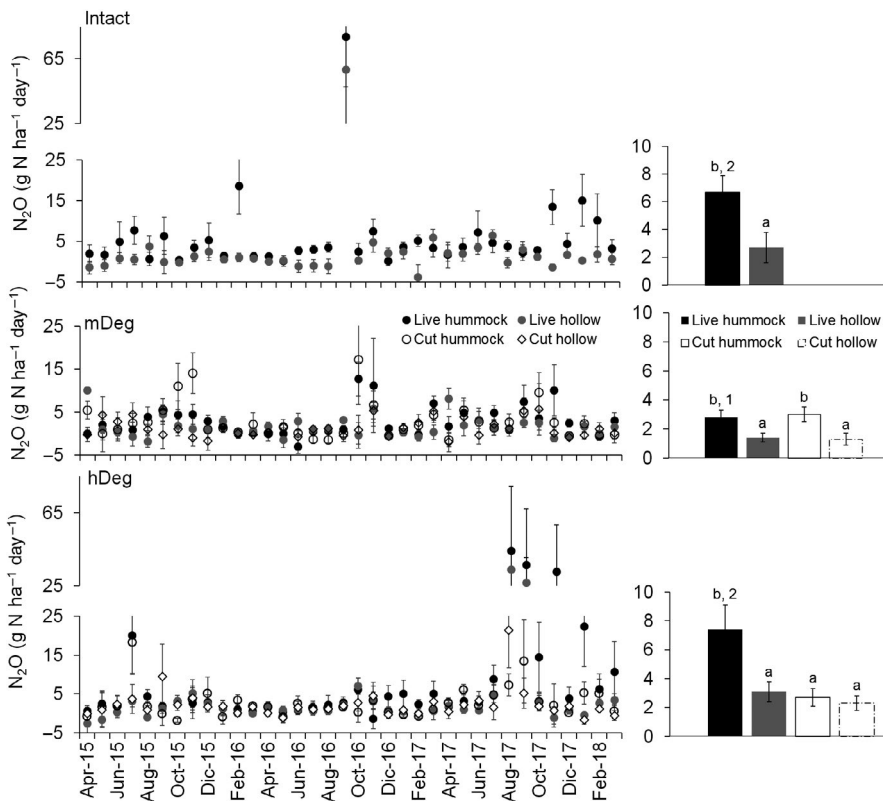 Intact
N₂O (g N ha⁻¹ day⁻¹)
65
25
N₂O (g N ha⁻¹ day⁻¹)
25
15
5
−5
10
8
6
4
2
0
b, 2
a
mDeg
N₂O (g N ha⁻¹ day⁻¹)
25
15
5
−5
Live hummock
Live hollow
Cut hummock
Cut hollow
10
8
6
4
2
0
Live hummock
Live hollow
Cut hummock
Cut hollow
b, 1
a
b
a
hDeg
65
25
N₂O (g N ha⁻¹ day⁻¹)
25
15
5
−5
10
8
6
4
2
0
b, 2
a
a
a
Apr-15
Jun-15
Aug-15
Oct-15
Dic-15
Feb-16
Apr-16
Jun-16
Aug-16
Oct-16
Dic-16
Feb-17
Apr-17
Jun-17
Aug-17
Oct-17
Dic-17
Feb-18